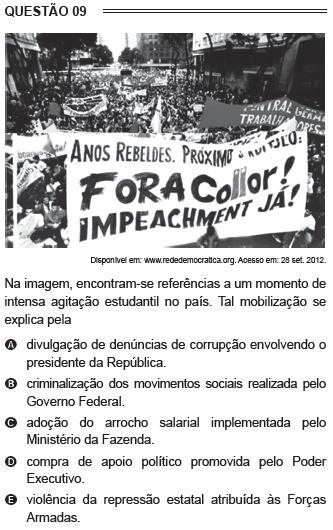 QUESTÃO 09
CENTRAL GERAL
TRABALHADORES
ANOS REBELDES. PRÓXIMO
FORA Collor!
IMPEACHMENT JÁ!
Disponível em: www.rededemocratica.org. Acesso em: 28 set. 2012.
Na imagem, encontram-se referências a um momento de
intensa agitação estudantil no país. Tal mobilização se
explica pela
A divulgação de denúncias de corrupção envolvendo o
presidente da República.
B criminalização dos movimentos sociais realizada pelo
Governo Federal.
C adoção do arrocho salarial implementada pelo
Ministério da Fazenda.
D compra de apoio político promovida pelo Poder
Executivo.
E violência da repressão estatal atribuída às Forças
Armadas.